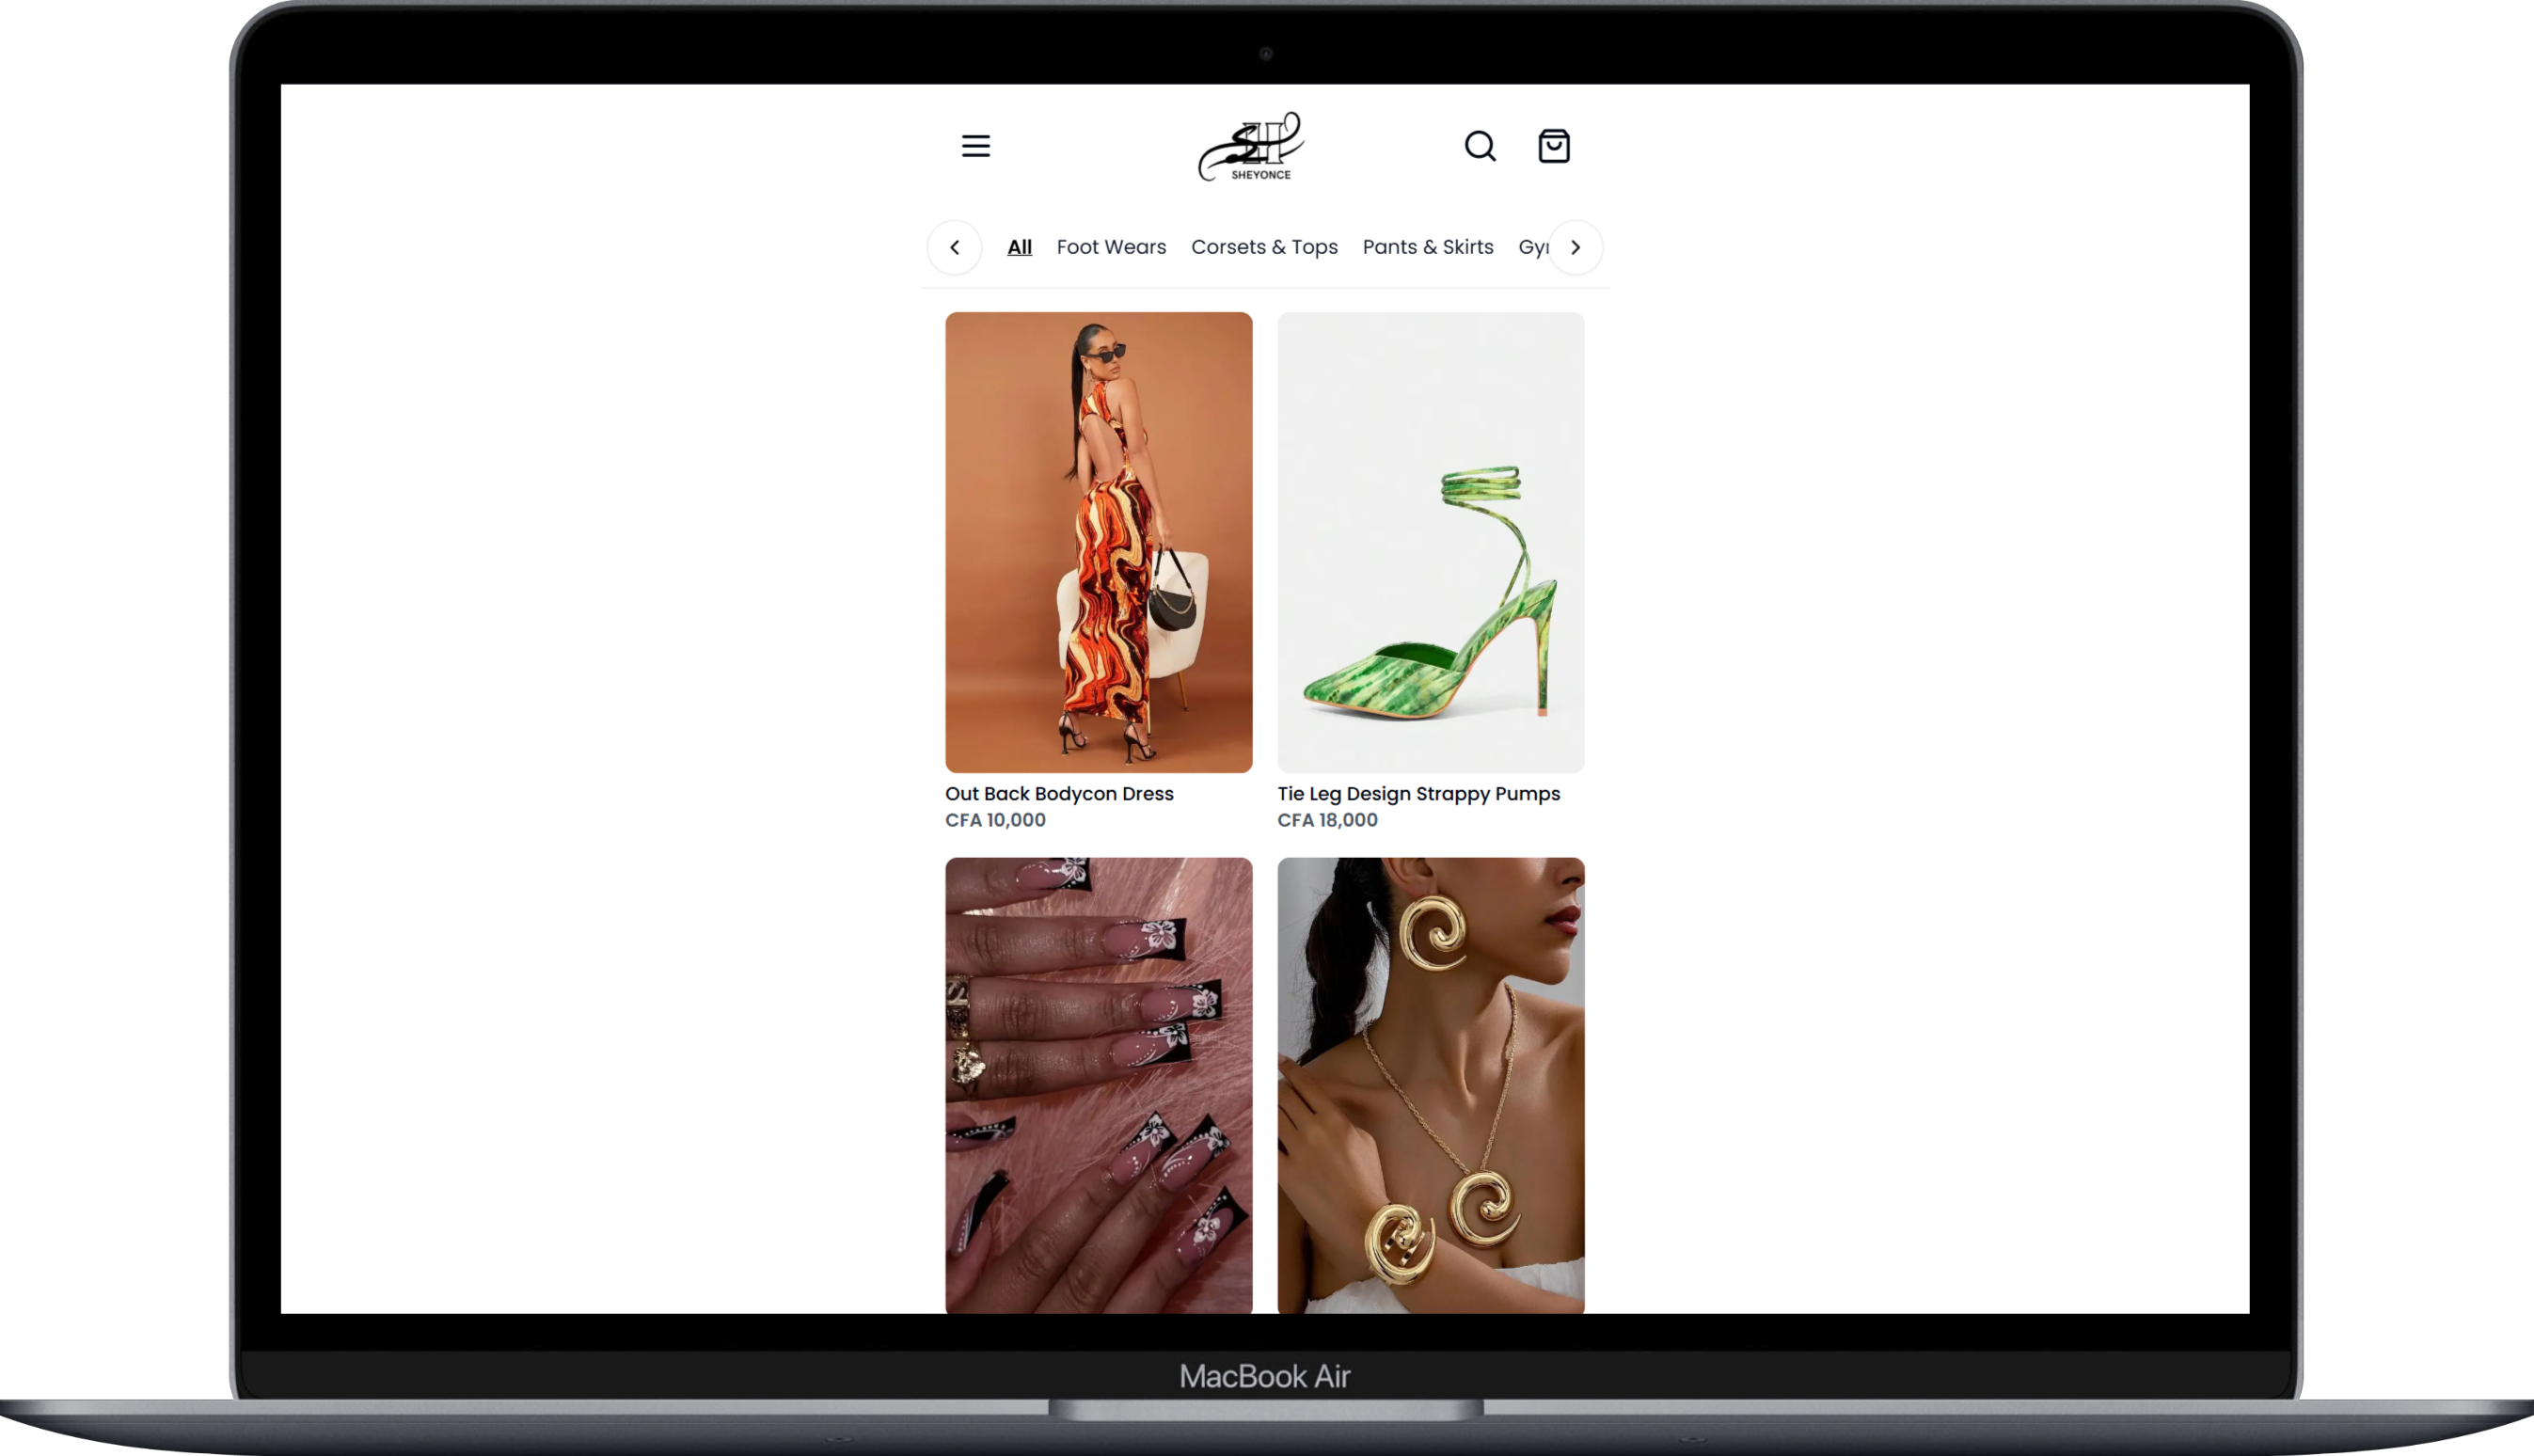 SH
SHEYONCE
All Foot Wears Corsets & Tops Pants & Skirts Gy
Out Back Bodycon Dress
CFA 10,000
Tie Leg Design Strappy Pumps
CFA 18,000
MacBook Air